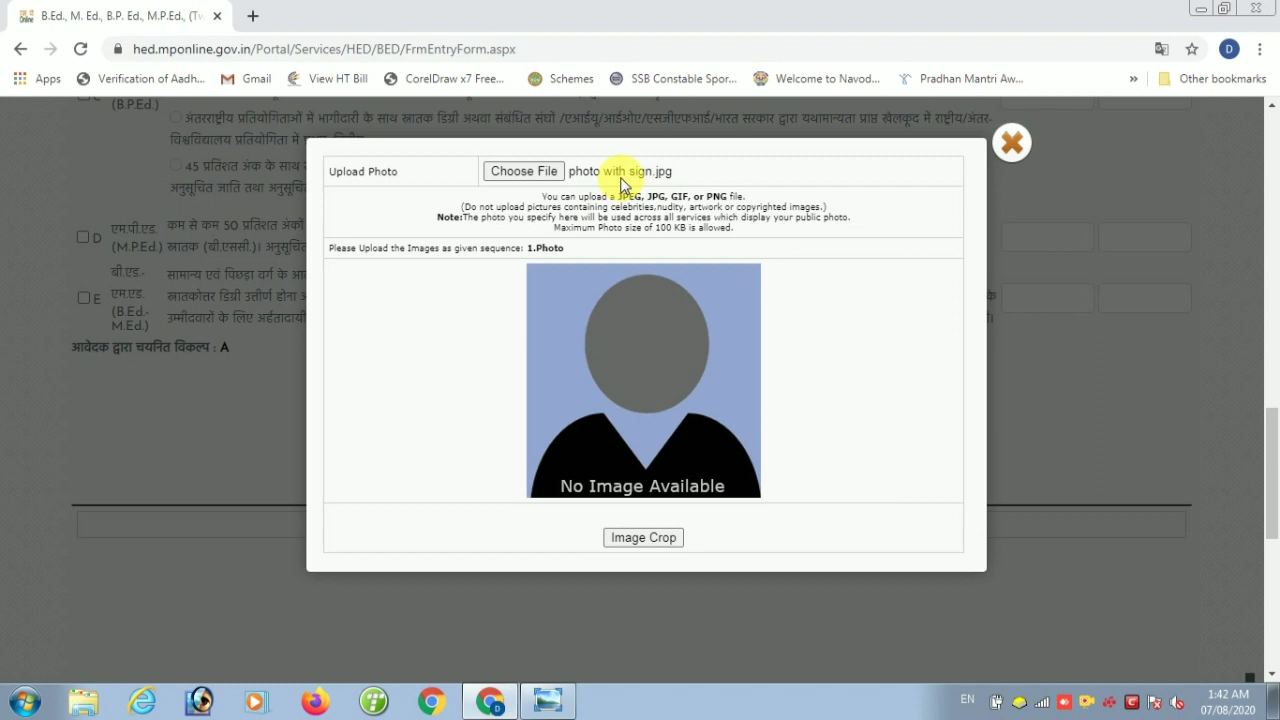 B.Ed., M. Ed., B.P. Ed., M.P.Ed., (Tw
hed.mponline.gov.in/Portal/Services/HED/BED/FrmEntryForm.aspx
D
Apps
Verification of Aadh...
Gmail
View HT Bill
CorelDraw x7 Free...
Schemes
SSB Constable Spor...
Welcome to Navod...
Pradhan Mantri Aw...
»
Other bookmarks
(B.P.Ed.)
अंतरराष्ट्रीय प्रतियोगिताओं में भागीदारी के साथ स्नातक डिग्री अथवा संबंधित संघों /एआईयू/आईओए/एसजीएफआई/भारत सरकार द्वारा यथामान्यता प्राप्त खेलकूद में राष्ट्रीय/अंतर-
विश्वविद्यालय प्रतियोगिता में
45 प्रतिशत अंक के साथ
अनुसूचित जाति तथा
Upload Photo
Choose File photo with sign.jpg
You can upload a JPEG, JPG, GIF, or PNG file.
(Do not upload pictures containing celebrities,nudity, artwork or copyrighted images.)
Note:The photo you specify here will be used across all services which display your public photo.
Maximum Photo size of 100 KB is allowed.
Please Upload the Images as given sequence: 1.Photo
No Image Available
Image Crop
D
एम.पी.एड.
(M.P.Ed.)
कम से कम 50 प्रतिशत अंकों
स्नातक (बी.एससी.)।
E
बी.एड.-
एम.एड.
(B.Ed.-
M.Ed.)
सामान्य एवं पिछड़ा वर्ग के
स्नातकोत्तर डिग्री उत्तीर्ण होना
के
उम्मीदवारों के लिए अर्हतादायी
आवेदक द्वारा चयनित विकल्प : A
EN
1:42 AM
07/08/2020